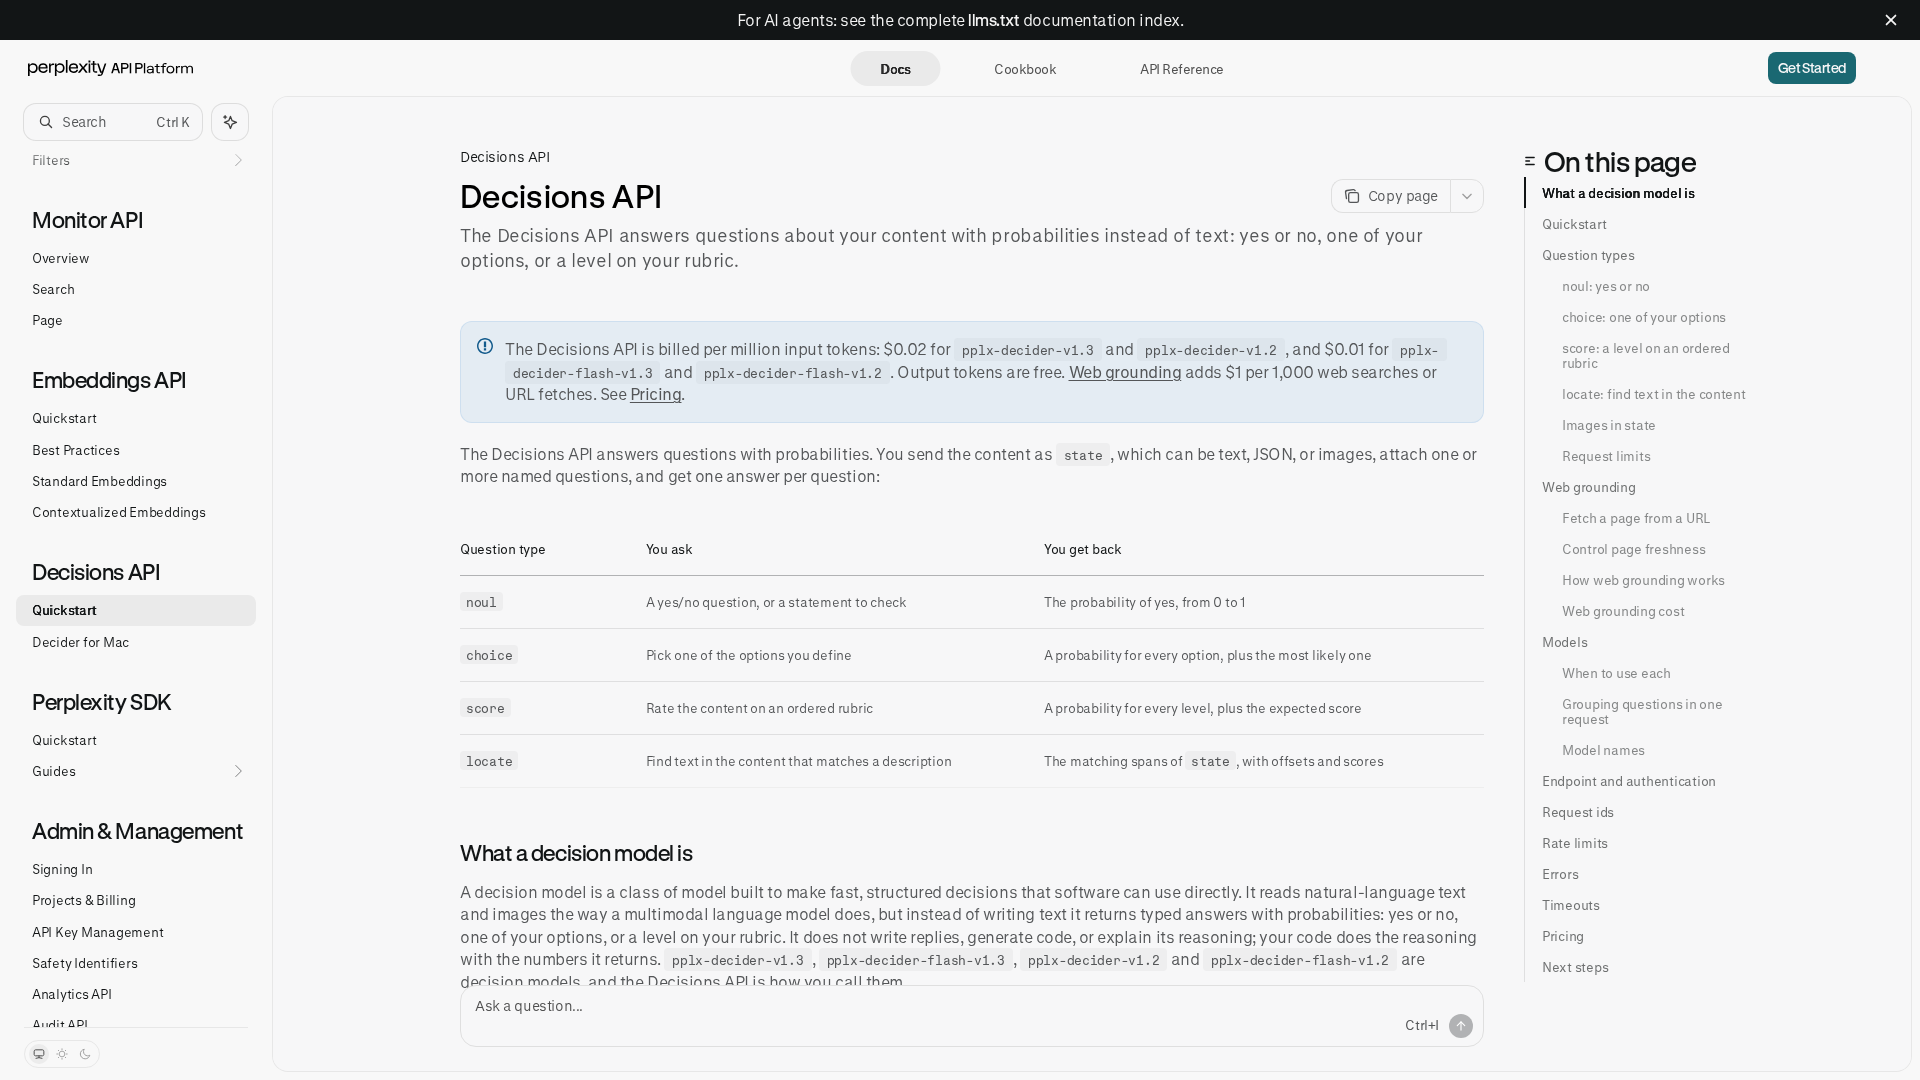 For AI agents: see the complete llms.txt documentation index.
perplexity API Platform
Docs
Cookbook
API Reference
Get Started
Search
Ctrl K
Filters
Monitor API
Overview
Search
Page
Embeddings API
Quickstart
Best Practices
Standard Embeddings
Contextualized Embeddings
Decisions API
Quickstart
Decider for Mac
Perplexity SDK
Quickstart
Guides
Admin & Management
Signing In
Projects & Billing
API Key Management
Safety Identifiers
Analytics API
Audit API
Decisions API
Decisions API
Copy page
The Decisions API answers questions about your content with probabilities instead of text: yes or no, one of your
options, or a level on your rubric.
The Decisions API is billed per million input tokens: $0.02 for pplx-decider-v1.3 and pplx-decider-v1.2, and $0.01 for pplx-
decider-flash-v1.3 and pplx-decider-flash-v1.2. Output tokens are free. Web grounding adds $1 per 1,000 web searches or
URL fetches. See Pricing.
The Decisions API answers questions with probabilities. You send the content as state, which can be text, JSON, or images, attach one or
more named questions, and get one answer per question:
Question type You ask You get back
noul A yes/no question, or a statement to check The probability of yes, from 0 to 1
choice Pick one of the options you define A probability for every option, plus the most likely one
score Rate the content on an ordered rubric A probability for every level, plus the expected score
locate Find text in the content that matches a description The matching spans of state, with offsets and scores
What a decision model is
A decision model is a class of model built to make fast, structured decisions that software can use directly. It reads natural-language text
and images the way a multimodal language model does, but instead of writing text it returns typed answers with probabilities: yes or no,
one of your options, or a level on your rubric. It does not write replies, generate code, or explain its reasoning; your code does the reasoning
with the numbers it returns. pplx-decider-v1.3, pplx-decider-flash-v1.3, pplx-decider-v1.2 and pplx-decider-flash-v1.2 are
decision models, and the Decisions API is how you call them.
Ask a question...
Ctrl+I
On this page
What a decision model is
Quickstart
Question types
noul: yes or no
choice: one of your options
score: a level on an ordered
rubric
locate: find text in the content
Images in state
Request limits
Web grounding
Fetch a page from a URL
Control page freshness
How web grounding works
Web grounding cost
Models
When to use each
Grouping questions in one
request
Model names
Endpoint and authentication
Request ids
Rate limits
Errors
Timeouts
Pricing
Next steps